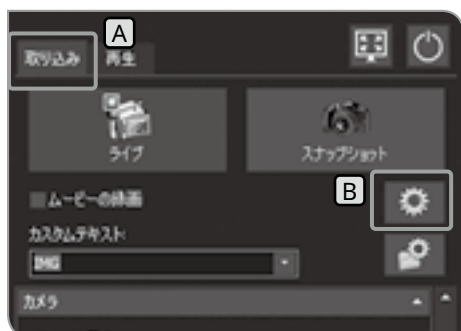 A
取り込み 再生
ライブ スナップショット
B
ムービーの録画
カスタムテキスト:
IMG
カメラ